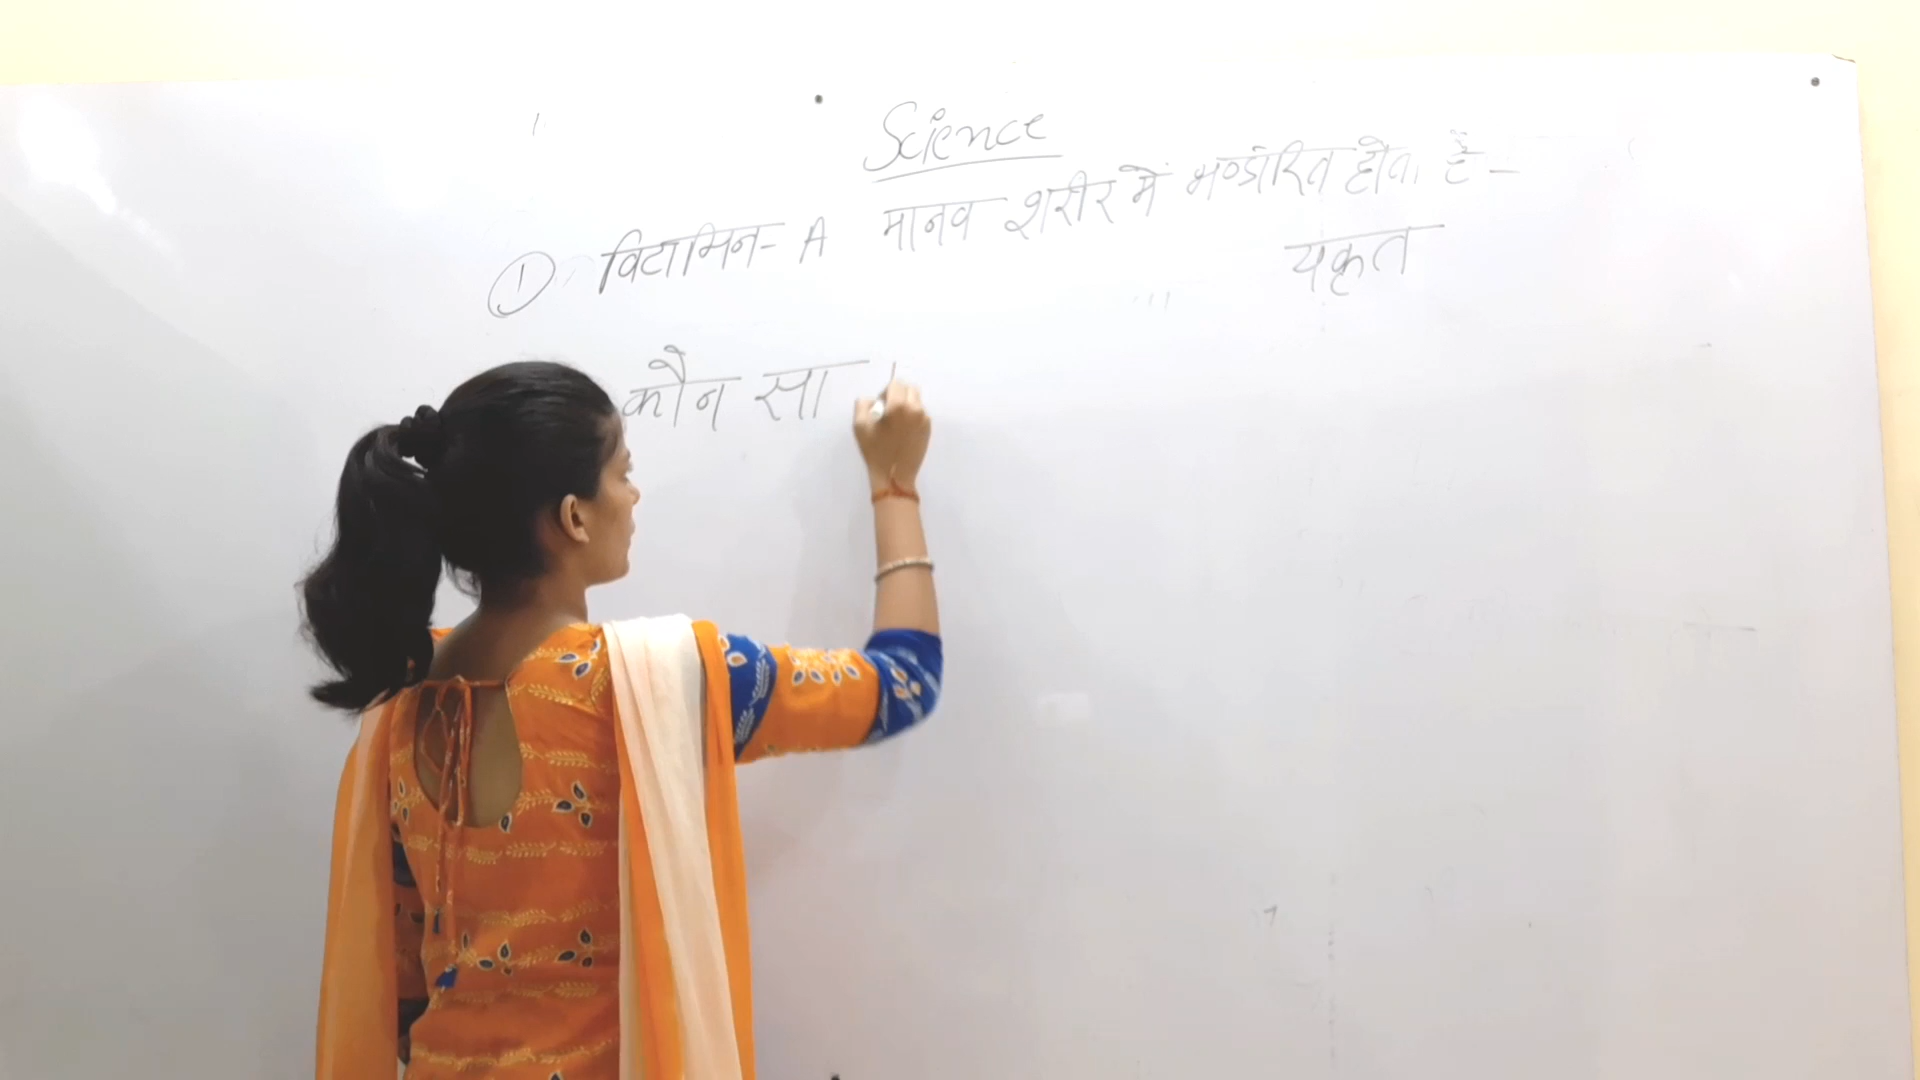 Science
① विटामिन- A मानव शरीर में भण्डारित होता है –
यकृत
कौन सा